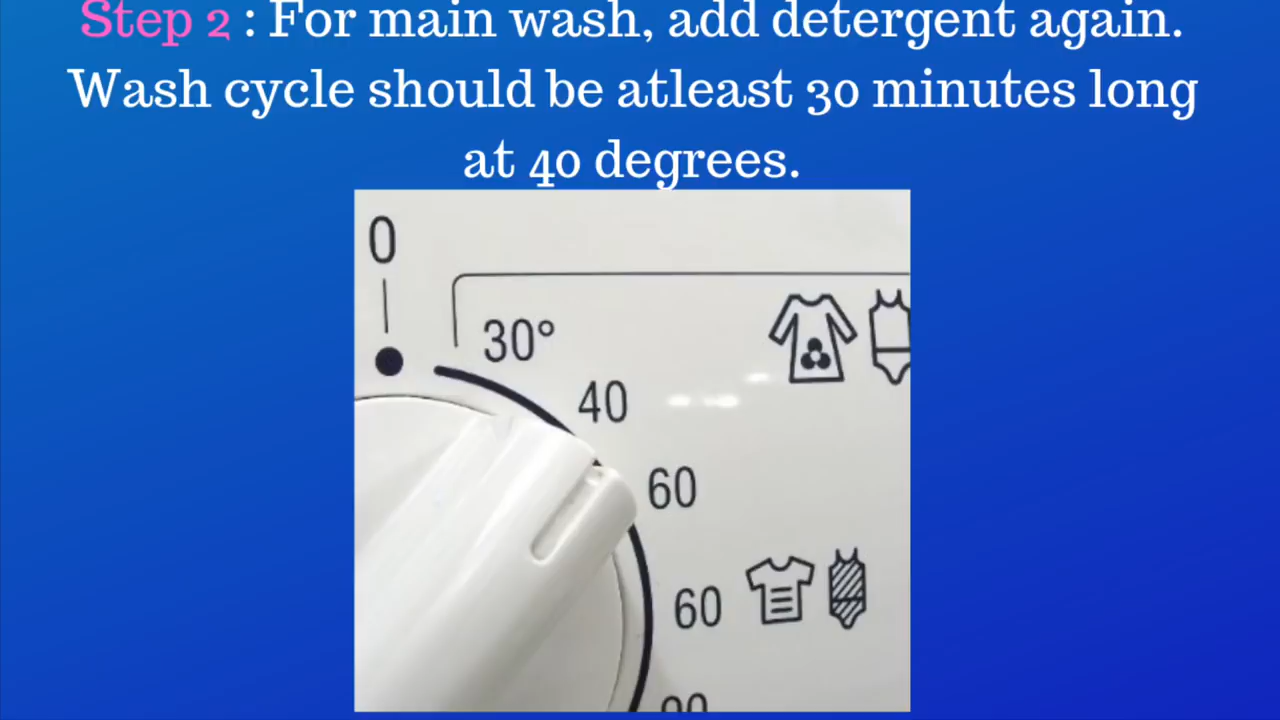 Step 2 : For main wash, add detergent again.
Wash cycle should be atleast 30 minutes long
at 40 degrees.
0
30°
40
60
60